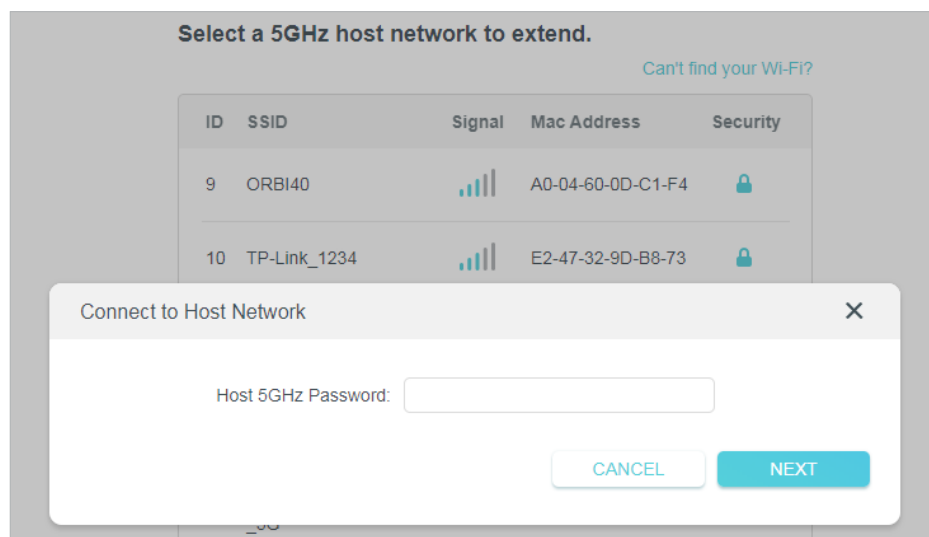 Select a 5GHz host network to extend.
Can't find your Wi-Fi?
ID SSID Signal Mac Address Security
9 ORBI40 A0-04-60-0D-C1-F4
10 TP-Link_1234 E2-47-32-9D-B8-73
Connect to Host Network
Host 5GHz Password:
CANCEL NEXT